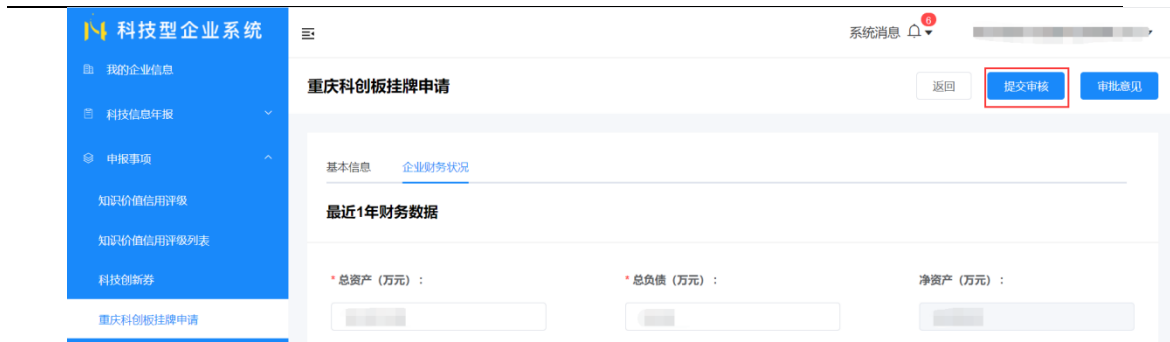 科技型企业系统
系统消息 6
我的企业信息
重庆科创板挂牌申请
返回 提交审核 审批意见
科技信息年报
申报事项
基本信息 企业财务状况
知识价值信用评级
最近1年财务数据
知识价值信用评级列表
科技创新券
* 总资产（万元）： * 总负债（万元）： 净资产（万元）：
重庆科创板挂牌申请